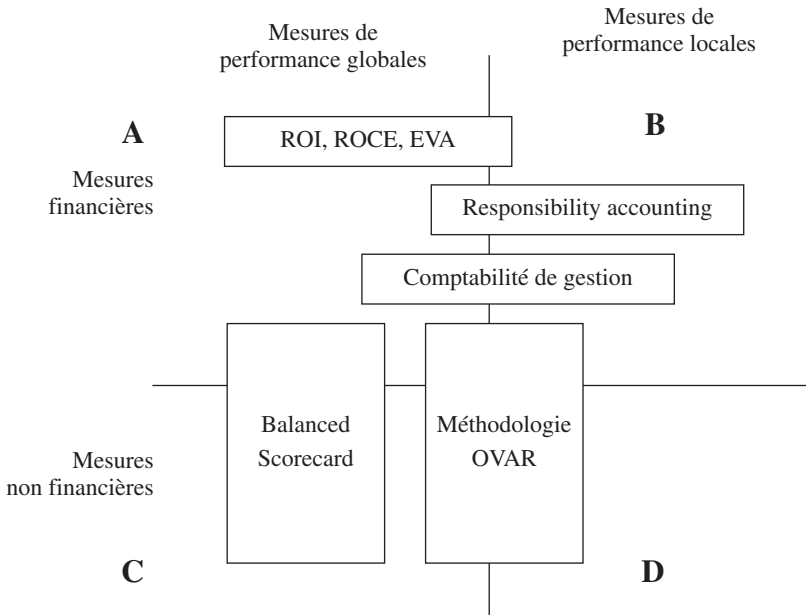 Mesures de
performance globales
Mesures de
performance locales
A
B
ROI, ROCE, EVA
Mesures
financières
Responsibility accounting
Comptabilité de gestion
Balanced
Scorecard
Méthodologie
OVAR
Mesures
non financières
C
D